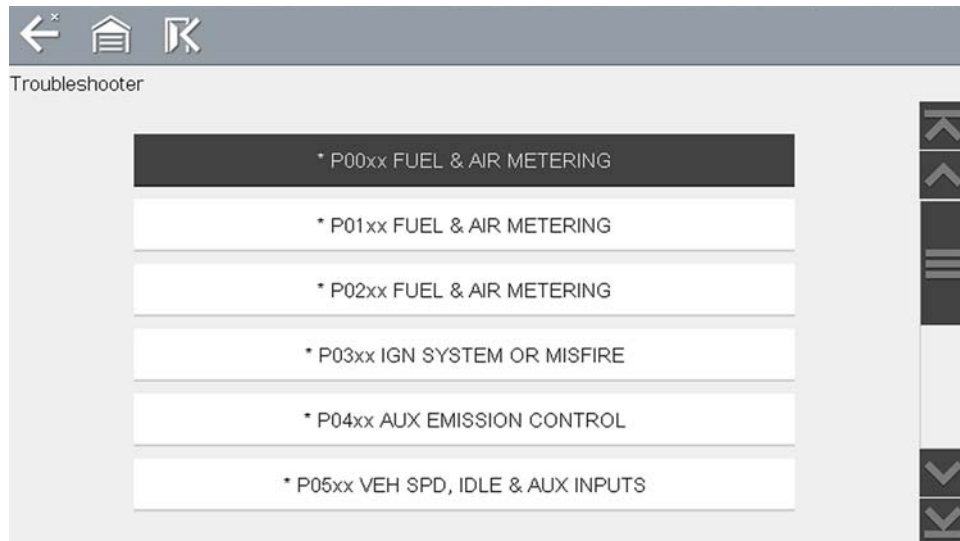 Troubleshooter
* P00xx FUEL & AIR METERING
* P01xx FUEL & AIR METERING
* P02xx FUEL & AIR METERING
* P03xx IGN SYSTEM OR MISFIRE
* P04xx AUX EMISSION CONTROL
* P05xx VEH SPD, IDLE & AUX INPUTS